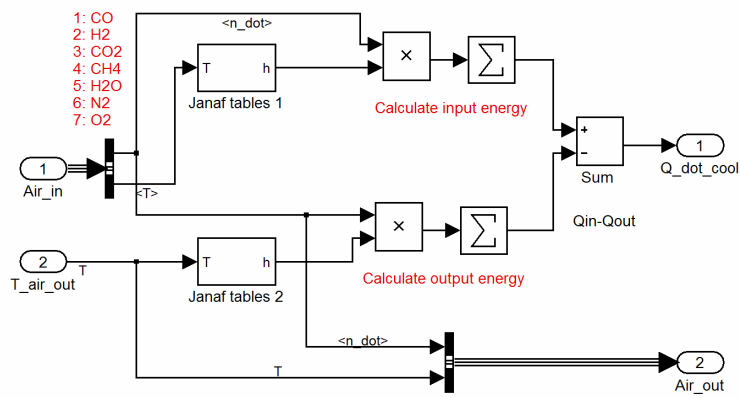 1: CO
2: H2
3: CO2
4: CH4
5: H2O
6: N2
7: O2
<n_dot>
T
h
Janaf tables 1
×
Calculate input energy
1
Air_in
<T>
+
−
Sum
1
Q_dot_cool
×
Qin-Qout
2
T_air_out
T
T
h
Janaf tables 2
Calculate output energy
<n_dot>
T
2
Air_out